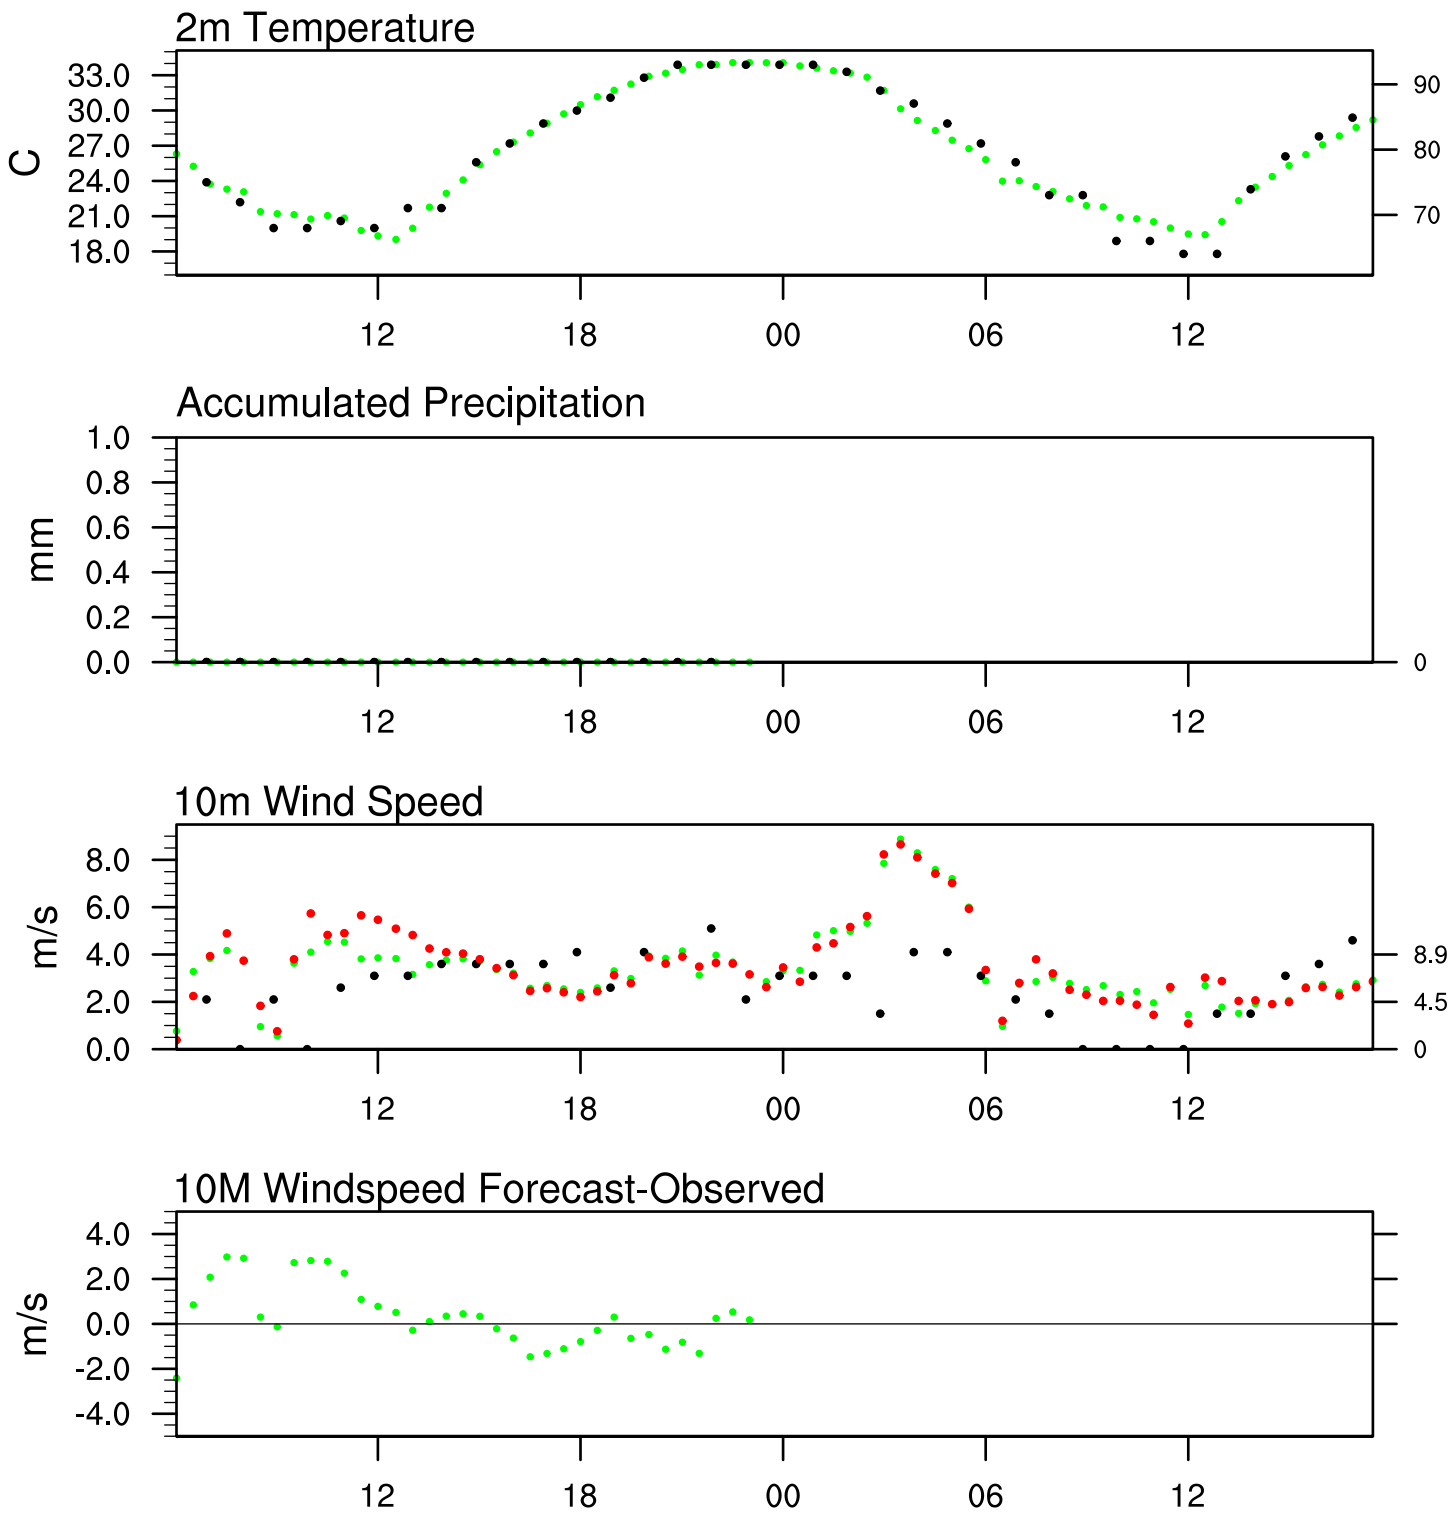 2m Temperature
33.0
30.0
27.0
24.0
21.0
18.0
C
90
80
70
12 18 00 06 12
Accumulated Precipitation
1.0
0.8
0.6
0.4
0.2
0.0
mm
0
12 18 00 06 12
10m Wind Speed
8.0
6.0
4.0
2.0
0.0
m/s
8.9
4.5
0
12 18 00 06 12
10M Windspeed Forecast-Observed
4.0
2.0
0.0
-2.0
-4.0
m/s
12 18 00 06 12